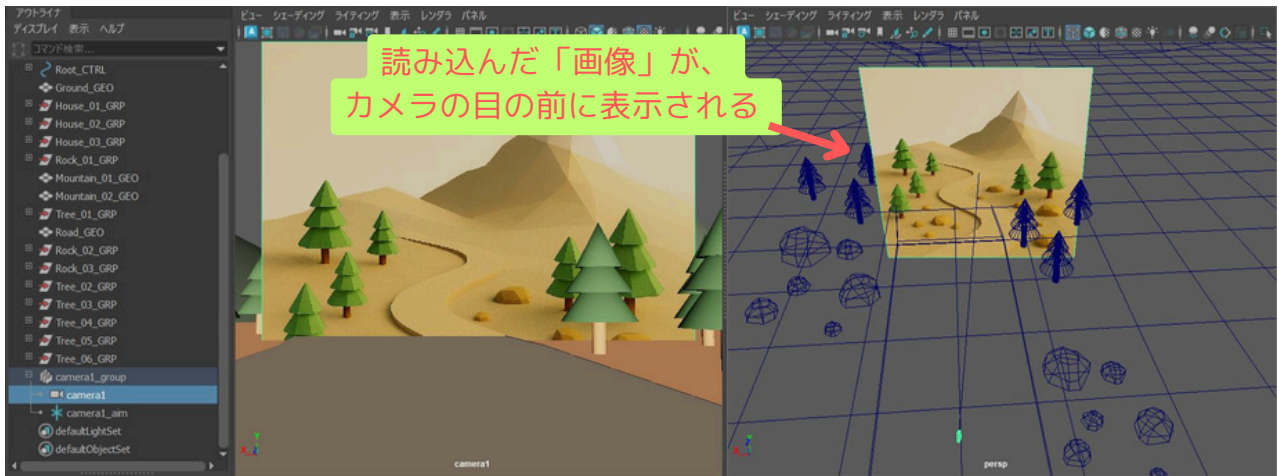 アウトライナ
ディスプレイ 表示 ヘルプ
コマンド検索...
Root_CTRL
Ground_GEO
House_01_GRP
House_02_GRP
House_03_GRP
Rock_01_GRP
Mountain_01_GEO
Mountain_02_GEO
Tree_01_GRP
Road_GEO
Rock_02_GRP
Rock_03_GRP
Tree_02_GRP
Tree_03_GRP
Tree_04_GRP
Tree_05_GRP
Tree_06_GRP
camera1_group
camera1
camera1_aim
defaultLightSet
defaultObjectSet
ビュー シェーディング ライティング 表示 レンダラ パネル
読み込んだ「画像」が、
カメラの目の前に表示される
camera1
ビュー シェーディング ライティング 表示 レンダラ パネル
persp